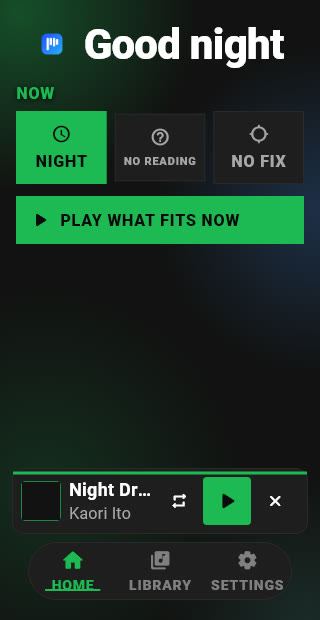 Good night
NOW
NIGHT
NO READING
NO FIX
PLAY WHAT FITS NOW
Night Dr...
Kaori Ito
HOME
LIBRARY
SETTINGS